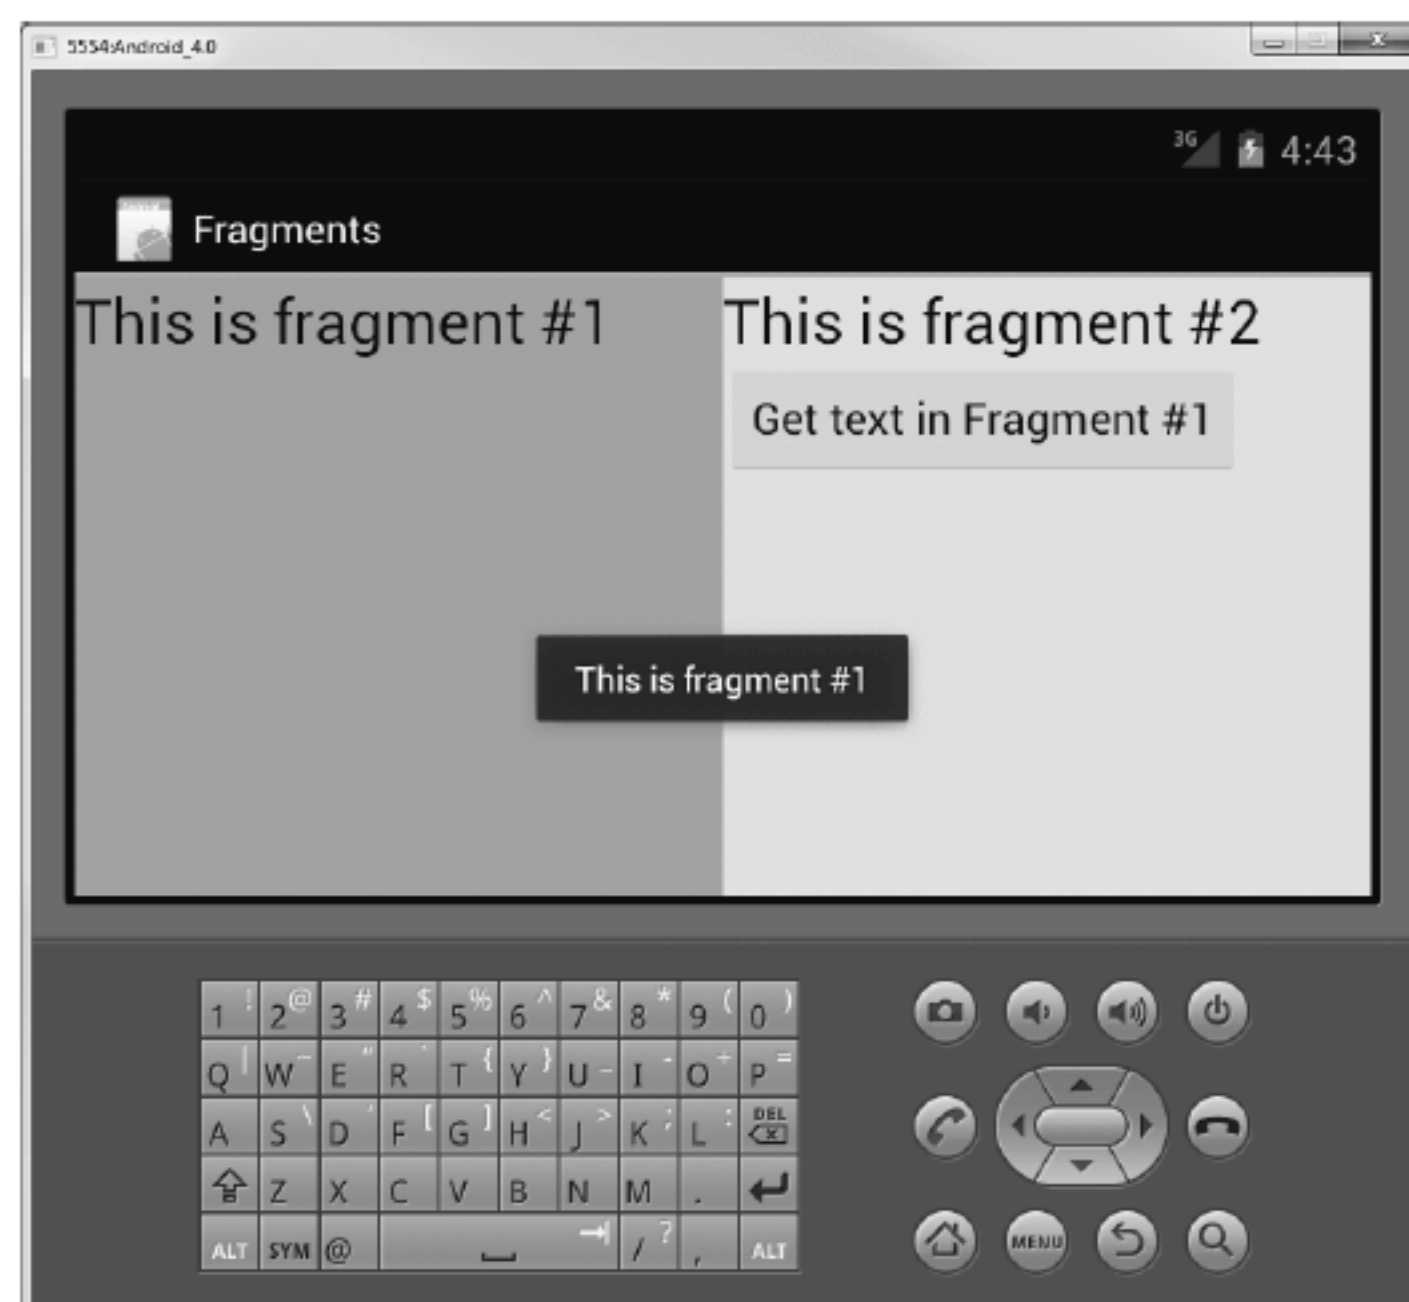 5554:Android_4.0
3G 4:43
Fragments
This is fragment #1
This is fragment #2
Get text in Fragment #1
This is fragment #1
1 ! 2 @ 3 # 4 $ 5 % 6 ^ 7 & 8 * 9 ( 0 )
Q | W ~ E " R ` T { Y } U _ I - O + P =
A S \ D ' F [ G ] H < J > K ; L : DEL
Z X C V B N M .
ALT SYM @ / ? , ALT
MENU